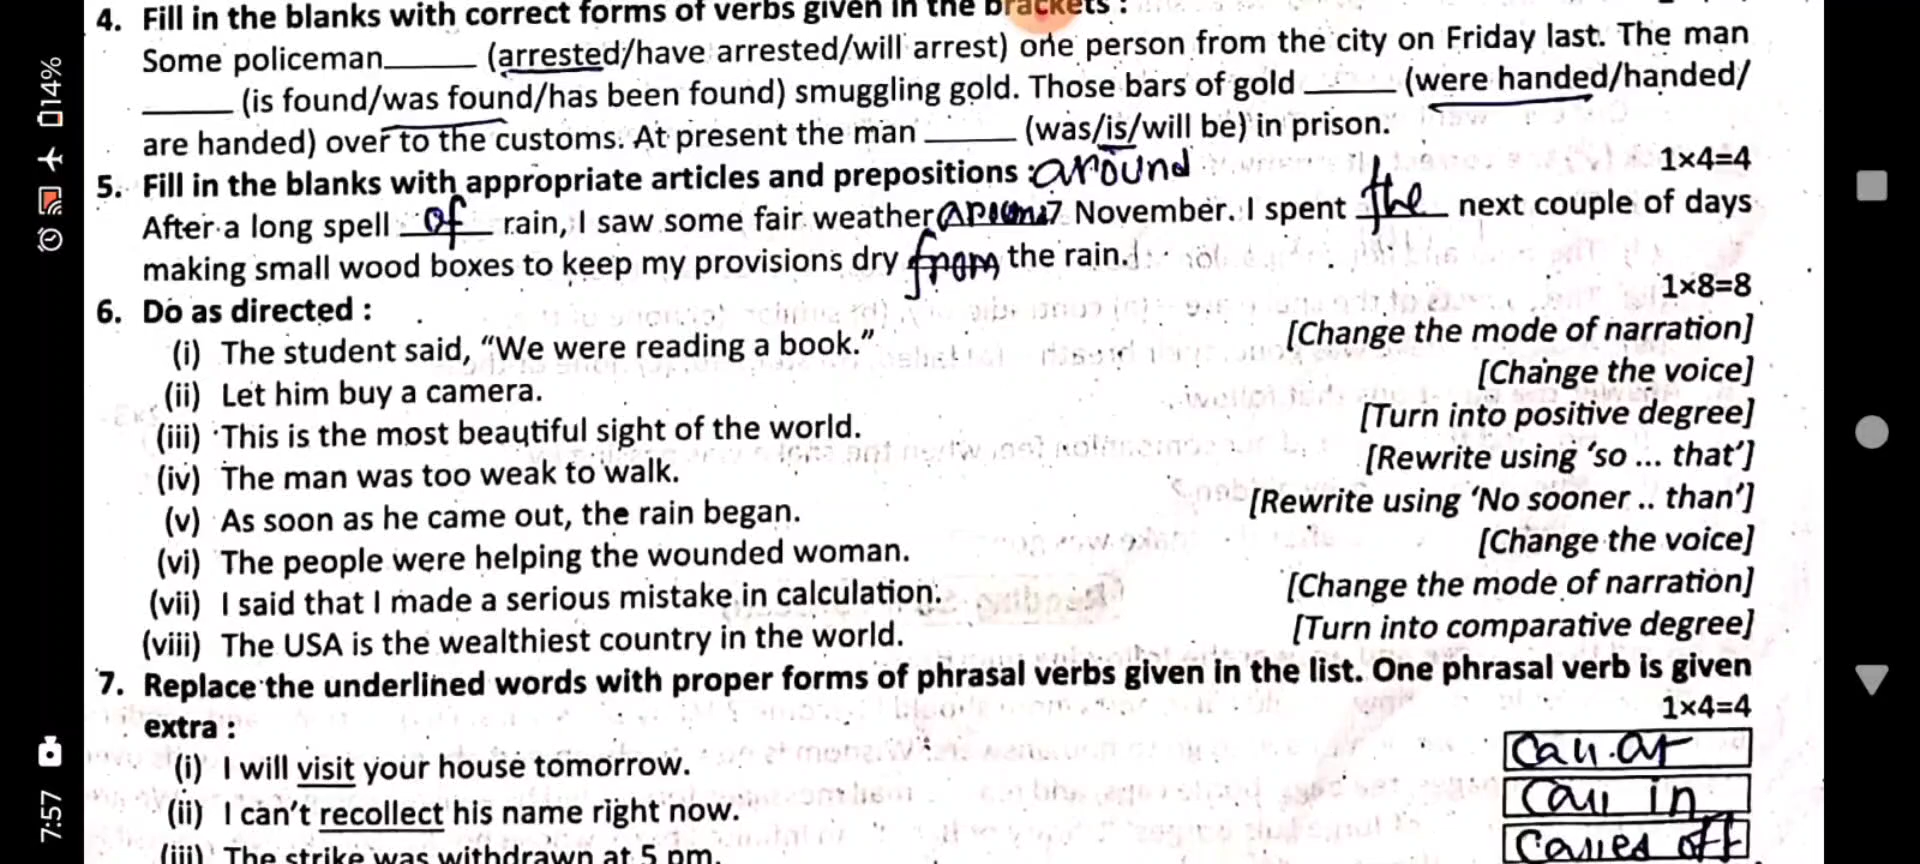 4. Fill in the blanks with correct forms of verbs given in the brackets :
Some policeman______ (arrested/have arrested/will arrest) one person from the city on Friday last. The man
______ (is found/was found/has been found) smuggling gold. Those bars of gold ______ (were handed/handed/
are handed) over to the customs. At present the man ______ (was/is/will be) in prison.
1×4=4
5. Fill in the blanks with appropriate articles and prepositions : around
After a long spell of rain, I saw some fair weather 7 November. I spent the next couple of days
making small wood boxes to keep my provisions dry from the rain.
1×8=8
6. Do as directed :
(i) The student said, “We were reading a book.” [Change the mode of narration]
(ii) Let him buy a camera. [Change the voice]
(iii) This is the most beautiful sight of the world. [Turn into positive degree]
(iv) The man was too weak to walk. [Rewrite using ‘so ... that’]
(v) As soon as he came out, the rain began. [Rewrite using ‘No sooner .. than’]
(vi) The people were helping the wounded woman. [Change the voice]
(vii) I said that I made a serious mistake in calculation. [Change the mode of narration]
(viii) The USA is the wealthiest country in the world. [Turn into comparative degree]
7. Replace the underlined words with proper forms of phrasal verbs given in the list. One phrasal verb is given
extra :
1×4=4
(i) I will visit your house tomorrow. Call at
(ii) I can’t recollect his name right now. Call in
(iii) The strike was withdrawn at 5 pm. Called off
14%
7:57